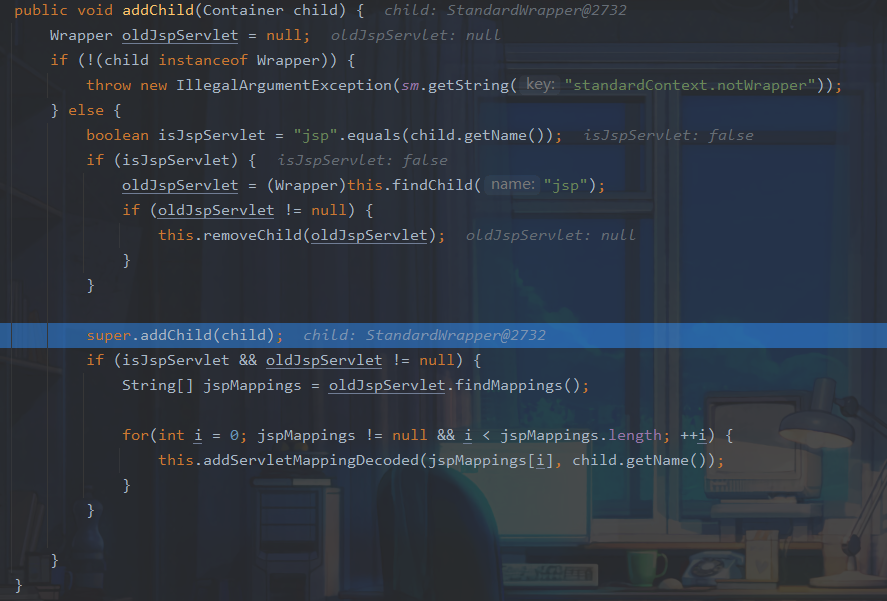 public void addChild(Container child) {  child: StandardWrapper@2732
    Wrapper oldJspServlet = null;  oldJspServlet: null
    if (!(child instanceof Wrapper)) {
        throw new IllegalArgumentException(sm.getString( key: "standardContext.notWrapper"));
    } else {
        boolean isJspServlet = "jsp".equals(child.getName());  isJspServlet: false
        if (isJspServlet) {  isJspServlet: false
            oldJspServlet = (Wrapper)this.findChild( name: "jsp");
            if (oldJspServlet != null) {
                this.removeChild(oldJspServlet);  oldJspServlet: null
            }
        }
        super.addChild(child);  child: StandardWrapper@2732
        if (isJspServlet && oldJspServlet != null) {
            String[] jspMappings = oldJspServlet.findMappings();
            for(int i = 0; jspMappings != null && i < jspMappings.length; ++i) {
                this.addServletMappingDecoded(jspMappings[i], child.getName());
            }
        }
    }
}